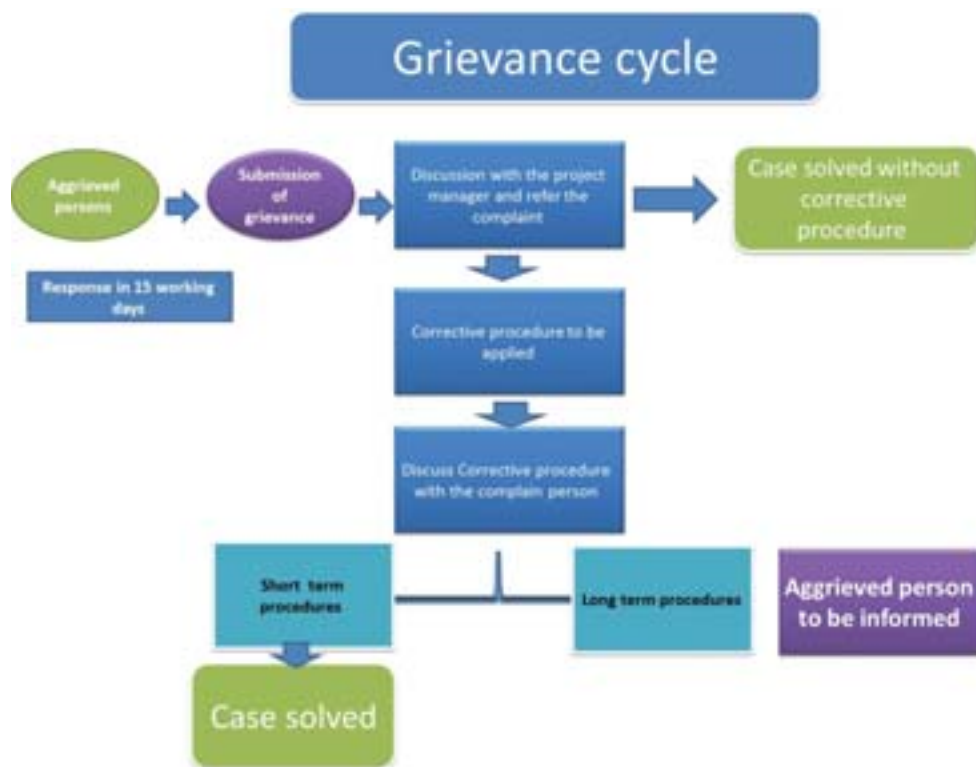 Grievance cycle
Aggrieved
persons
Submission
of
grievance
Discussion with the project
manager and refer the
complaint
Case solved without
corrective
procedure
Response in 15 working
days
Corrective procedure to be
applied
Discuss Corrective procedure
with the complain person
Short term
procedures
Long term procedures
Aggrieved person
to be informed
Case solved